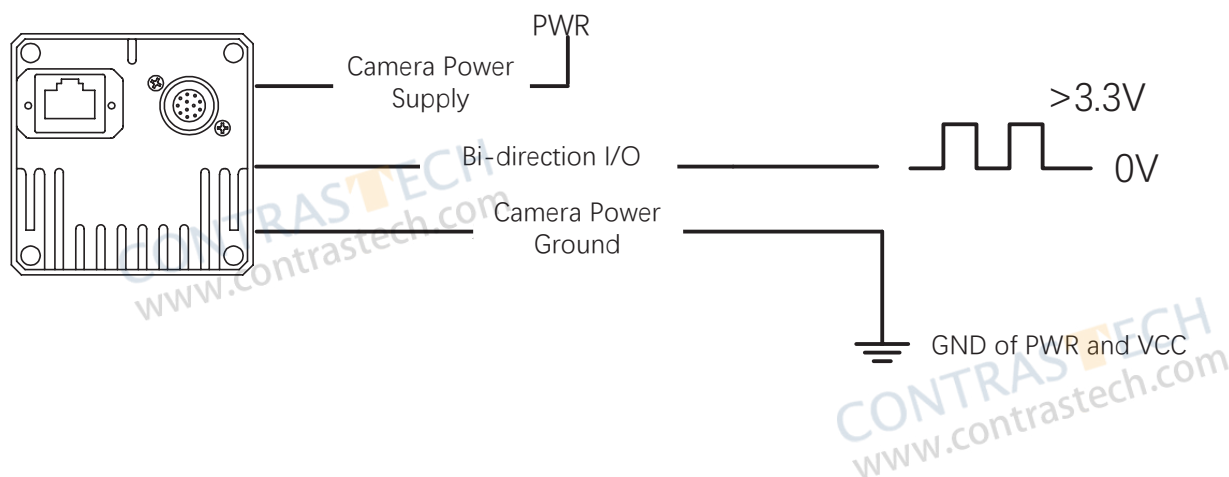 PWR
Camera Power
Supply
>3.3V
Bi-direction I/O
0V
Camera Power
Ground
CONTRASTECH
www.contrastech.com
GND of PWR and VCC
CONTRASTECH
www.contrastech.com